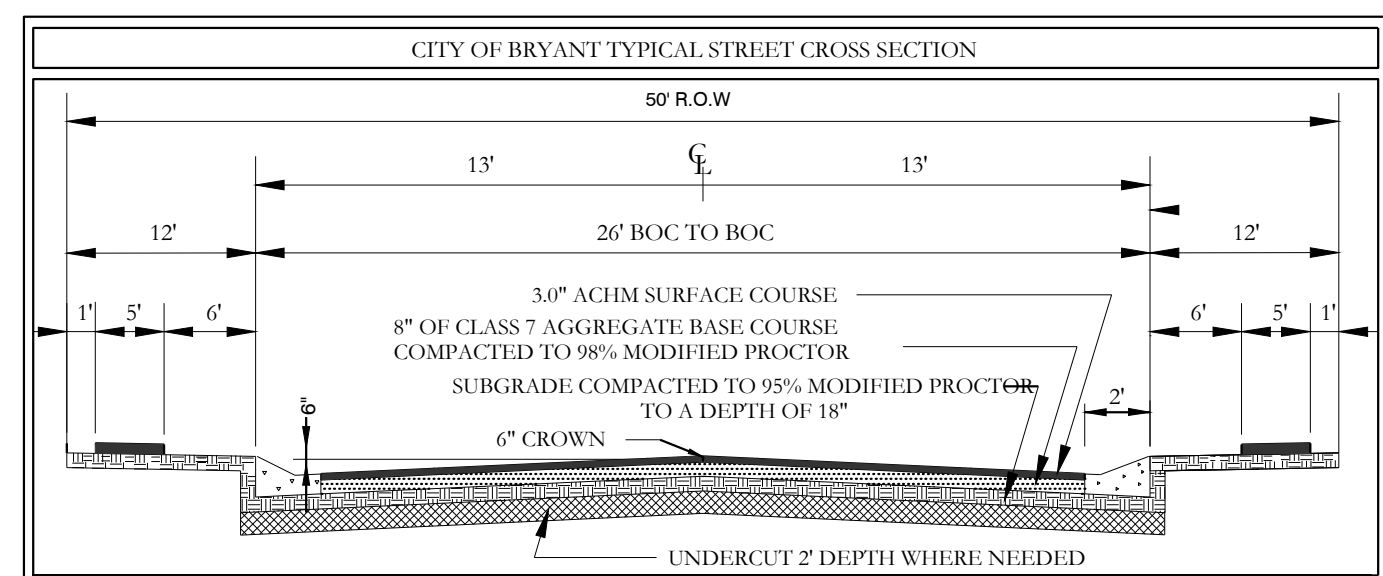 CITY OF BRYANT TYPICAL STREET CROSS SECTION
50' R.O.W
13' CL 13'
12' 26' BOC TO BOC 12'
3.0" ACHM SURFACE COURSE
1' 5' 6' 6' 5' 1'
8" OF CLASS 7 AGGREGATE BASE COURSE
COMPACTED TO 98% MODIFIED PROCTOR
SUBGRADE COMPACTED TO 95% MODIFIED PROCTOR
TO A DEPTH OF 18"
2'
6"
6" CROWN
UNDERCUT 2' DEPTH WHERE NEEDED